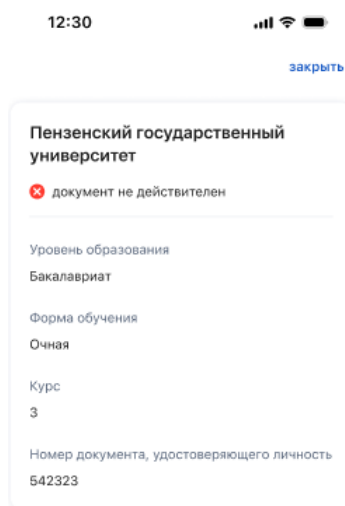 12:30
закрыть
Пензенский государственный
университет
документ не действителен
Уровень образования
Бакалавриат
Форма обучения
Очная
Курс
3
Номер документа, удостоверяющего личность
542323